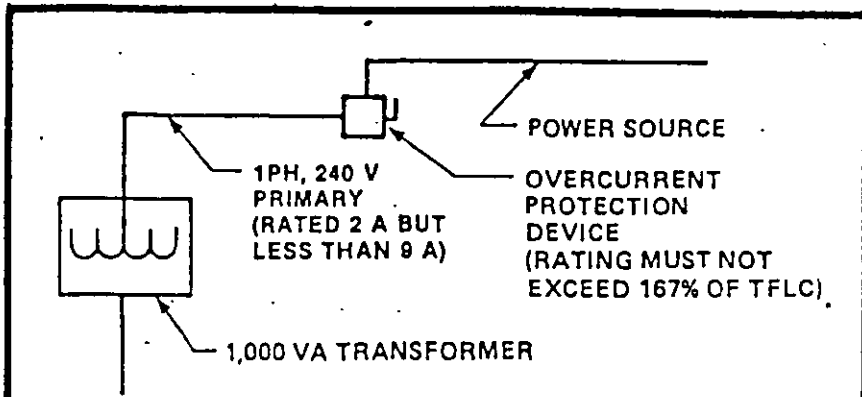 POWER SOURCE
1PH, 240 V
PRIMARY
(RATED 2 A BUT
LESS THAN 9 A)
OVERCURRENT
PROTECTION
DEVICE
(RATING MUST NOT
EXCEED 167% OF TFLC).
1,000 VA TRANSFORMER